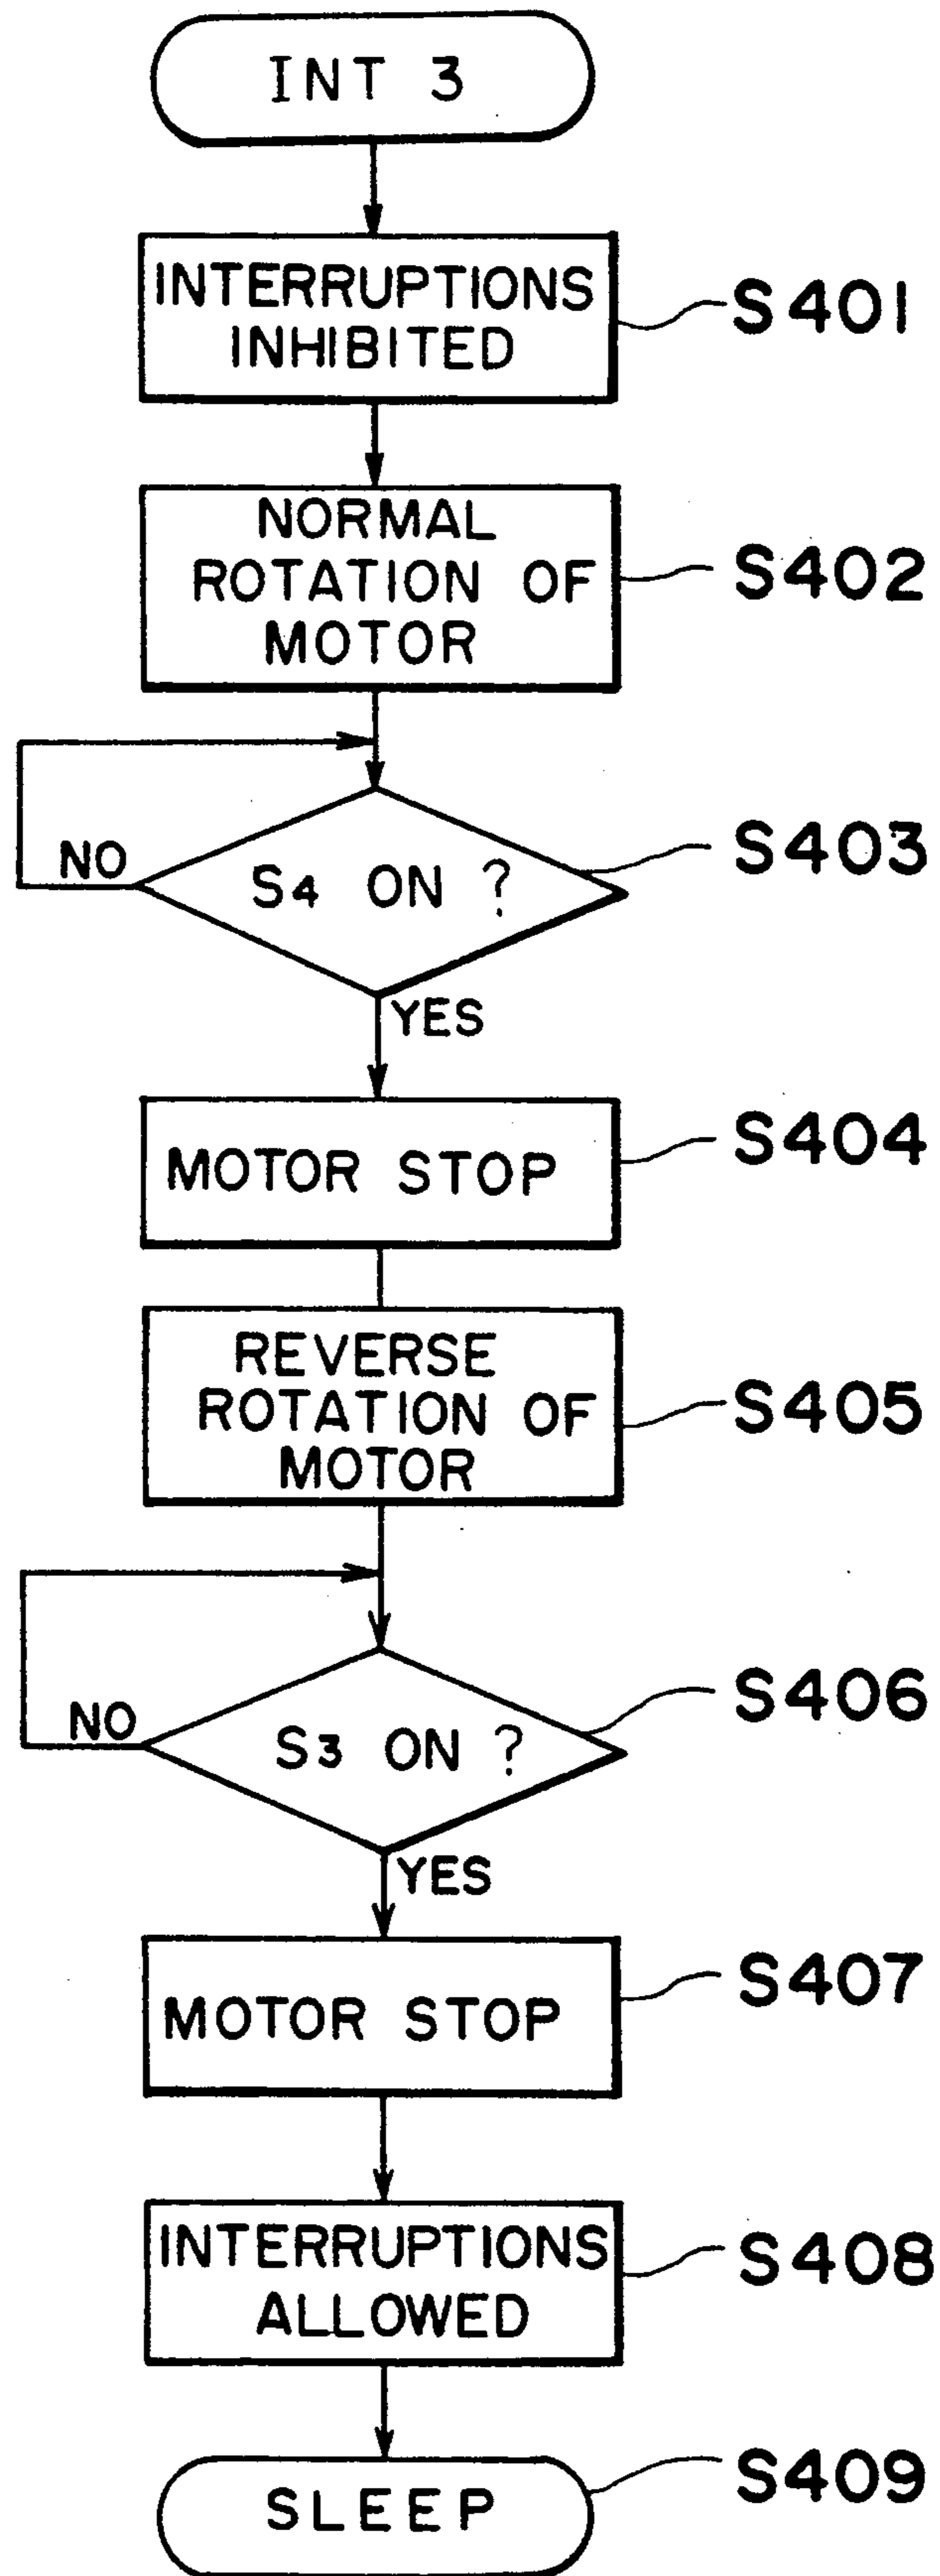 INT 3
INTERRUPTIONS
INHIBITED
S401
NORMAL
ROTATION OF
MOTOR
S402
S4 ON ?
S403
NO
YES
MOTOR STOP
S404
REVERSE
ROTATION OF
MOTOR
S405
S3 ON ?
S406
NO
YES
MOTOR STOP
S407
INTERRUPTIONS
ALLOWED
S408
SLEEP
S409